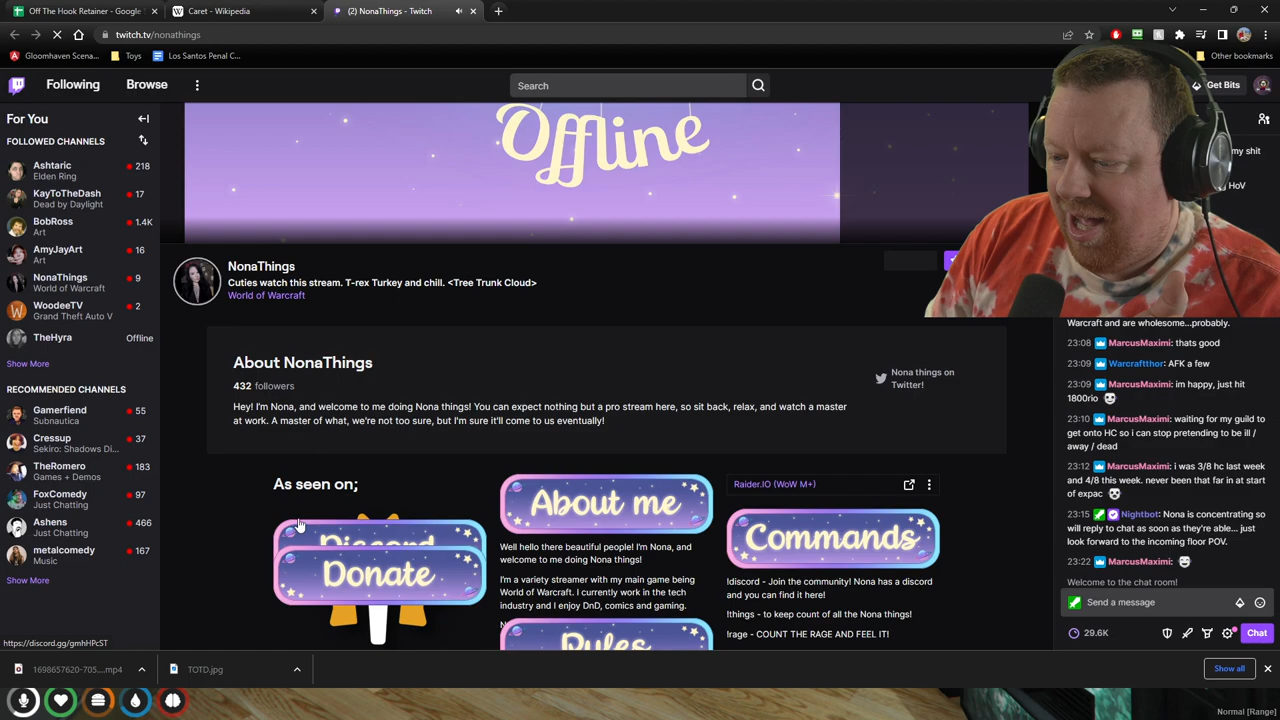 Off The Hook Retainer - Google
Caret - Wikipedia
(2) NonaThings - Twitch
twitch.tv/nonathings
Gloomhaven Scena...
Toys
Los Santos Penal C...
Other bookmarks
Following
Browse
Search
Get Bits
For You
FOLLOWED CHANNELS
Ashtaric
218
Elden Ring
KayToTheDash
17
Dead by Daylight
BobRoss
1.4K
Art
AmyJayArt
16
Art
NonaThings
9
World of Warcraft
WoodeeTV
2
Grand Theft Auto V
TheHyra
Offline
Show More
RECOMMENDED CHANNELS
Gamerfiend
55
Subnautica
Cressup
37
Sekiro: Shadows Di...
TheRomero
183
Games + Demos
FoxComedy
97
Just Chatting
Ashens
466
Just Chatting
metalcomedy
167
Music
Show More
https://discord.gg/gmhHPcST
Offline
NonaThings
Cuties watch this stream. T-rex Turkey and chill. <Tree Trunk Cloud>
World of Warcraft
About NonaThings
432 followers
Nona things on
Twitter!
Hey! I'm Nona, and welcome to me doing Nona things! You can expect nothing but a pro stream here, so sit back, relax, and watch a master
at work. A master of what, we're not too sure, but I'm sure it'll come to us eventually!
As seen on;
Discord
Donate
About me
Well hello there beautiful people! I'm Nona, and
welcome to me doing Nona things!
I'm a variety streamer with my main game being
World of Warcraft. I currently work in the tech
industry and I enjoy DnD, comics and gaming.
Rules
Raider.IO (WoW M+)
Commands
!discord - Join the community! Nona has a discord
and you can find it here!
!things - to keep count of all the Nona things!
!rage - COUNT THE RAGE AND FEEL IT!
my shit
HoV
Warcraft and are wholesome...probably.
23:08 MarcusMaximi: thats good
23:09 Warcraftthor: AFK a few
23:09 MarcusMaximi: im happy, just hit
1800rio
23:10 MarcusMaximi: waiting for my guild to
get onto HC so i can stop pretending to be ill /
away / dead
23:12 MarcusMaximi: i was 3/8 hc last week
and 4/8 this week. never been that far in at start
of expac
23:15 Nightbot: Nona is concentrating so
will reply to chat as soon as they're able... just
look forward to the incoming floor POV.
23:22 MarcusMaximi:
Welcome to the chat room!
Send a message
29.6K
Chat
1698657620-705....mp4
TOTD.jpg
Show all
Normal [Range]